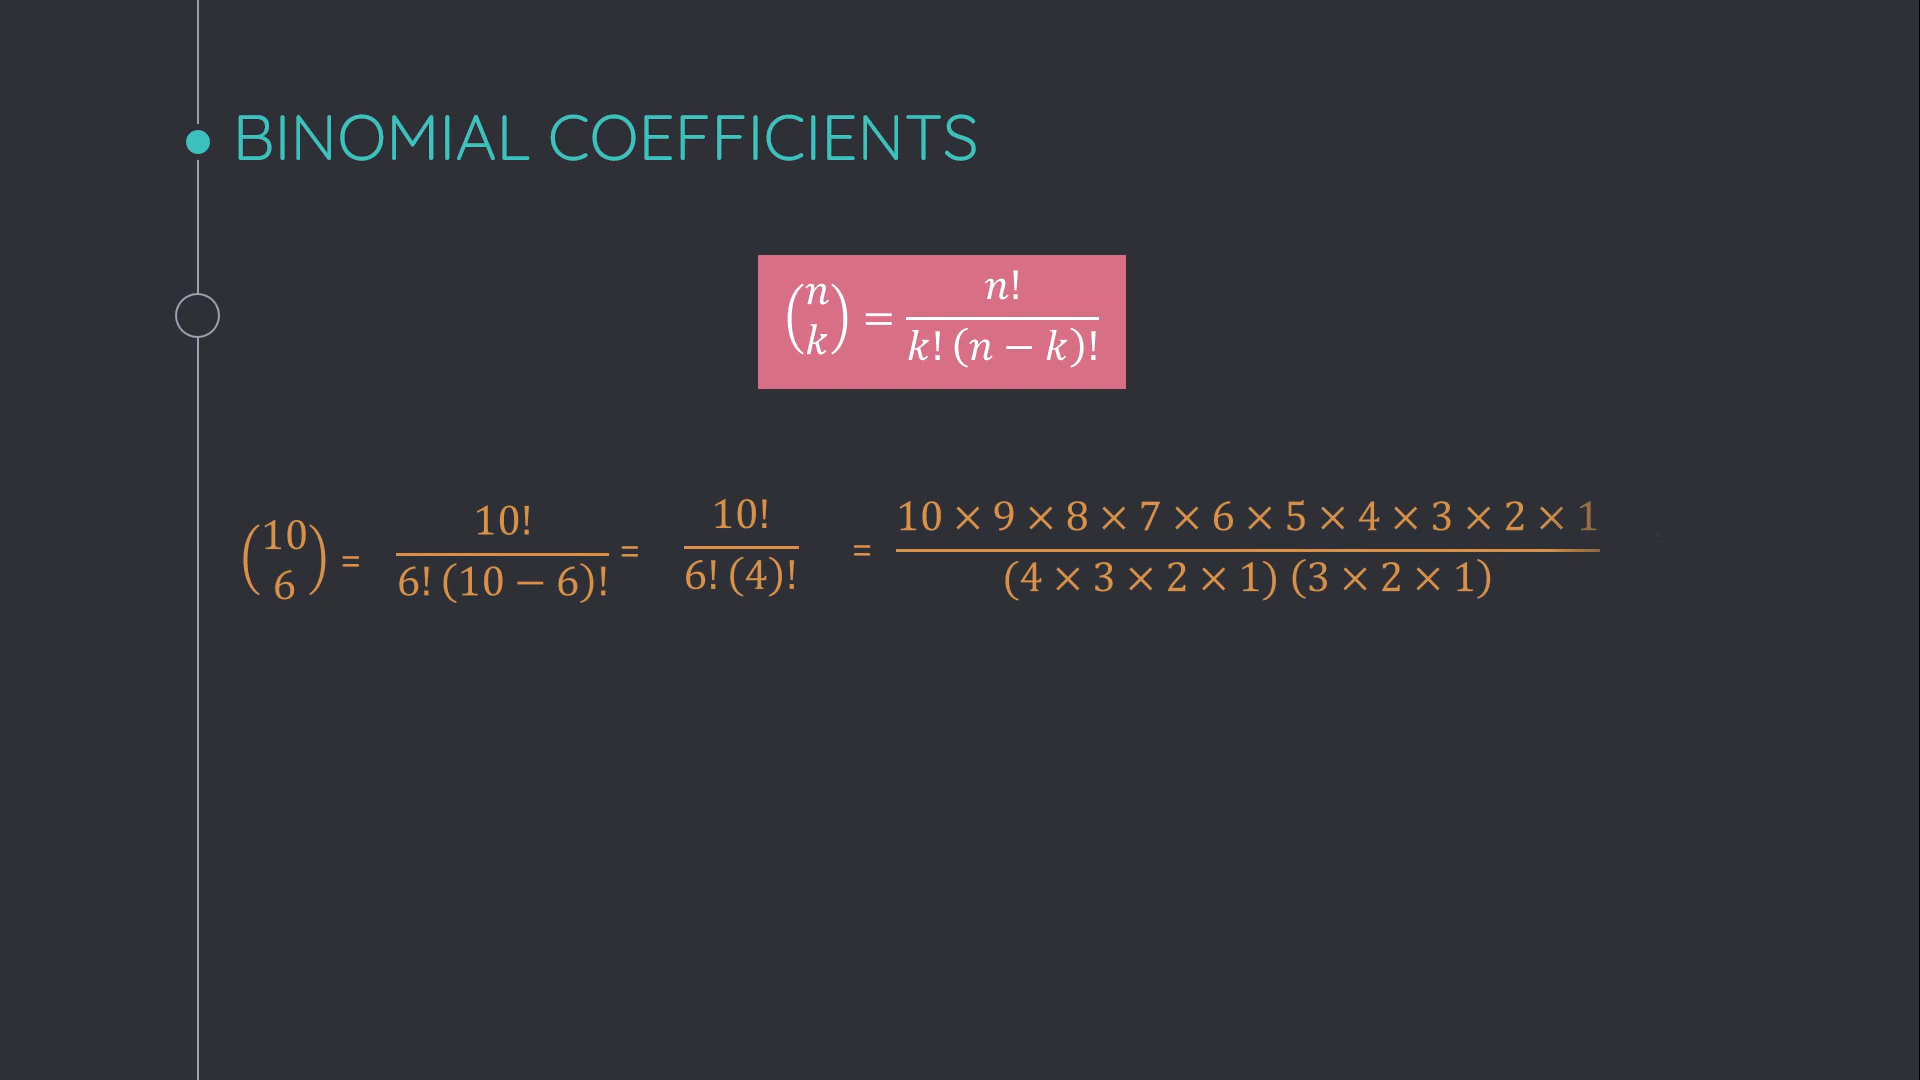 BINOMIAL COEFFICIENTS
(n k) = n! / k! (n − k)!
(10 6) = 10! / 6! (10 − 6)! = 10! / 6! (4)! = 10 × 9 × 8 × 7 × 6 × 5 × 4 × 3 × 2 × 1 / (4 × 3 × 2 × 1) (3 × 2 × 1)